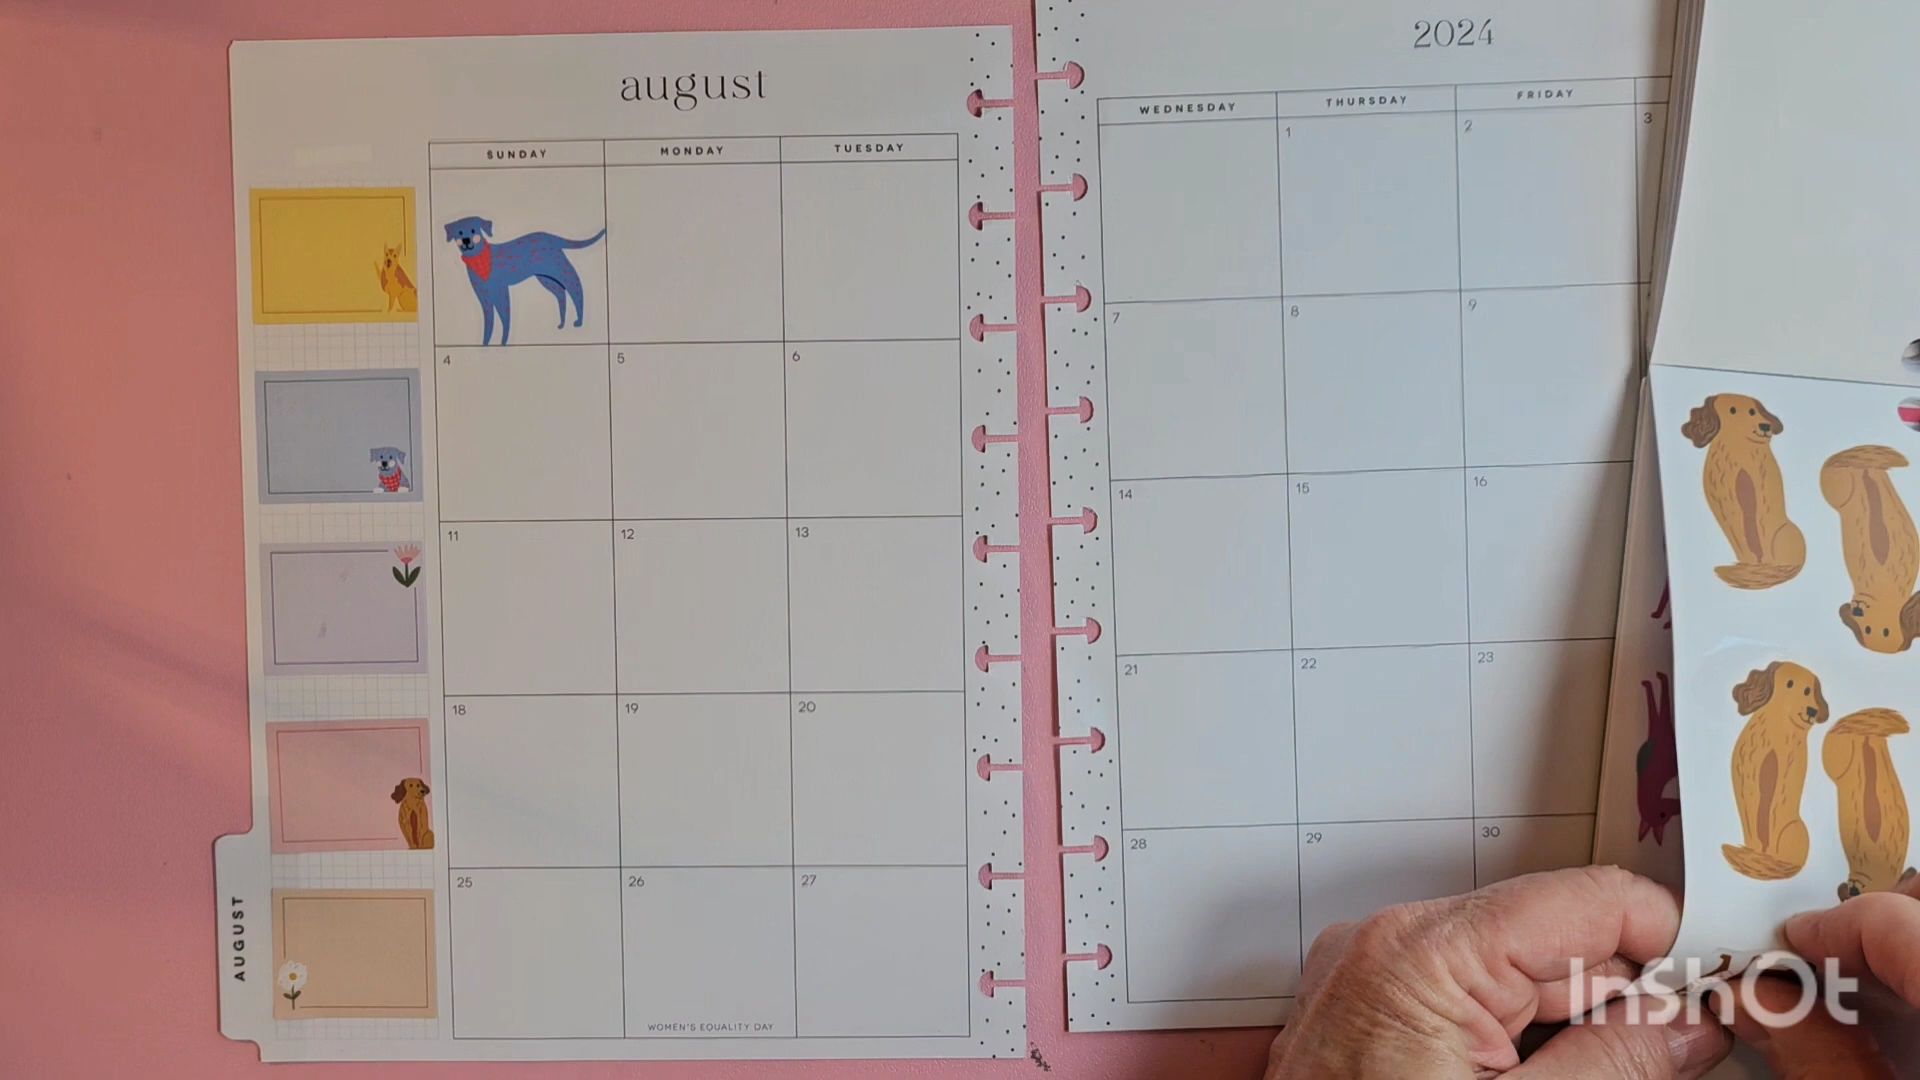 august
2024
SUNDAY MONDAY TUESDAY
WEDNESDAY THURSDAY FRIDAY
1 2 3
4 5 6
7 8 9
11 12 13
14 15 16
18 19 20
21 22 23
25 26 27
28 29 30
WOMEN'S EQUALITY DAY
AUGUST
InShOt